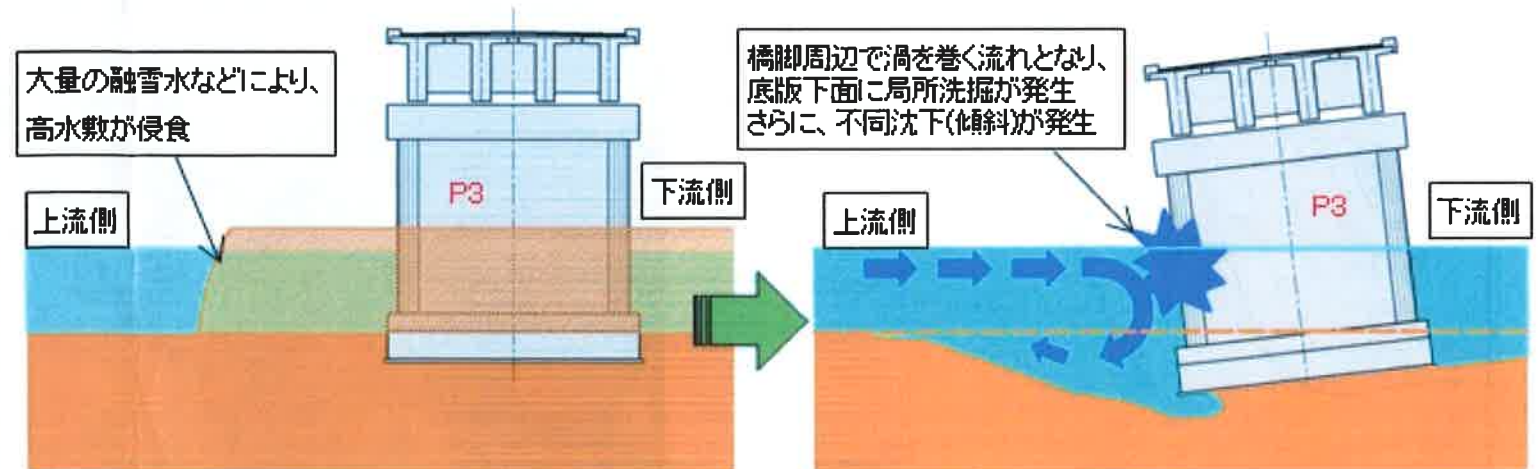 大量の融雪水などにより、
高水敷が侵食
上流側
P3
下流側
橋脚周辺で渦を巻く流れとなり、
底版下面に局所洗掘が発生
さらに、不同沈下(傾斜)が発生
上流側
P3
下流側